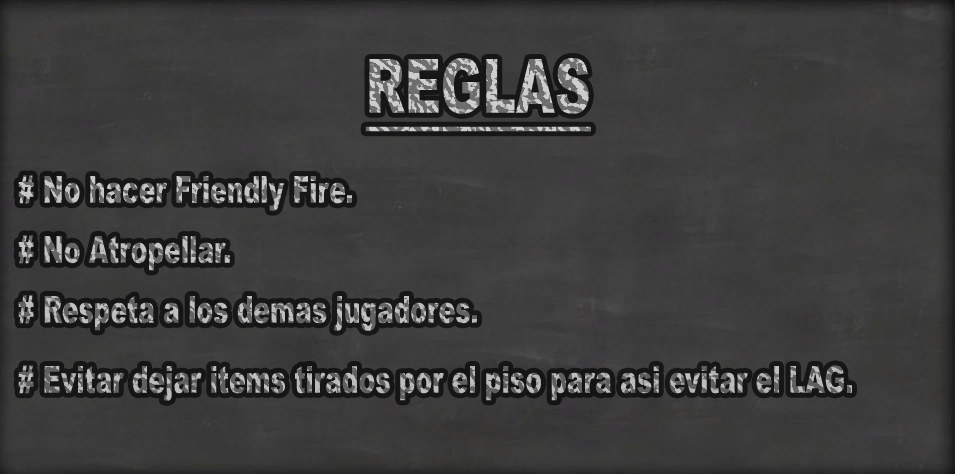 REGLAS
# No hacer Friendly Fire.
# No Atropellar.
# Respeta a los demas jugadores.
# Evitar dejar items tirados por el piso para asi evitar el LAG.